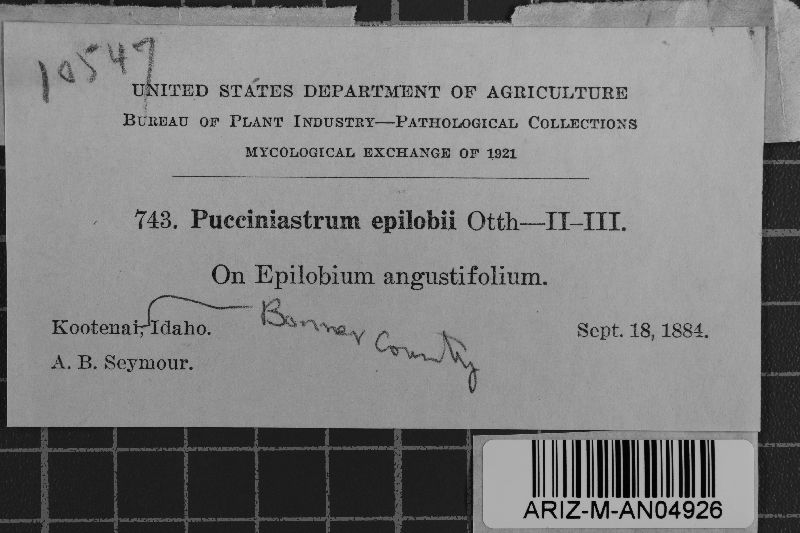 10547
UNITED STATES DEPARTMENT OF AGRICULTURE
BUREAU OF PLANT INDUSTRY—PATHOLOGICAL COLLECTIONS
MYCOLOGICAL EXCHANGE OF 1921
743. Pucciniastrum epilobii Otth—II–III.
On Epilobium angustifolium.
Kootenai, Idaho. Bonner County Sept. 18, 1884.
A. B. Seymour.
ARIZ-M-AN04926